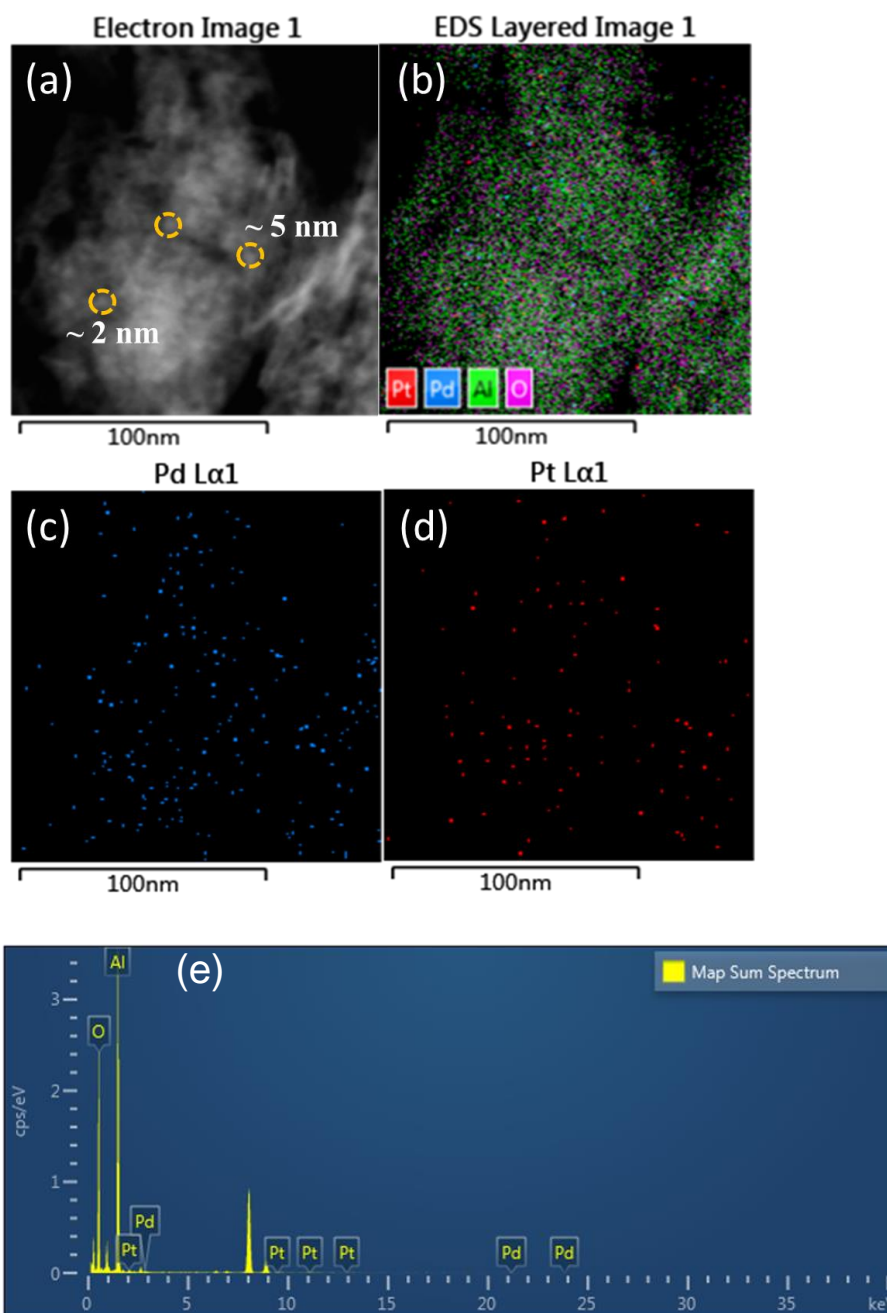 Electron Image 1
EDS Layered Image 1
(a)
(b)
~ 5 nm
~ 2 nm
Pt Pd Al O
100nm
100nm
Pd Lα1
Pt Lα1
(c)
(d)
100nm
100nm
(e)
Map Sum Spectrum
Al
O
Pd
Pt
Pt
Pt
Pt
Pd
Pd
cps/eV
3
2
1
0
0 5 10 15 20 25 30 35 ke